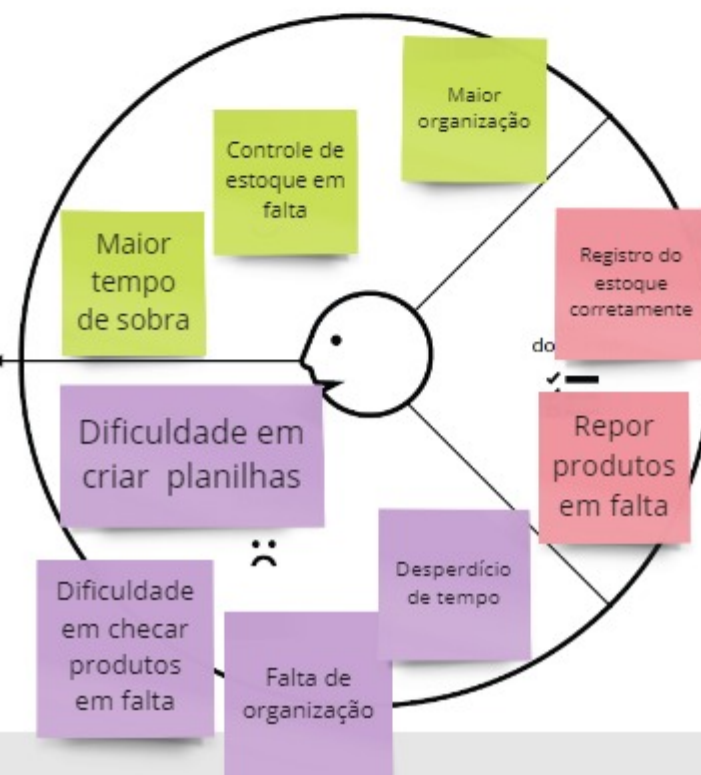 Maior
organização
Controle de
estoque em
falta
Maior
tempo
de sobra
Registro do
estoque
corretamente
do
Repor
produtos
em falta
Dificuldade em
criar planilhas
Desperdício
de tempo
Dificuldade
em checar
produtos
em falta
Falta de
organização